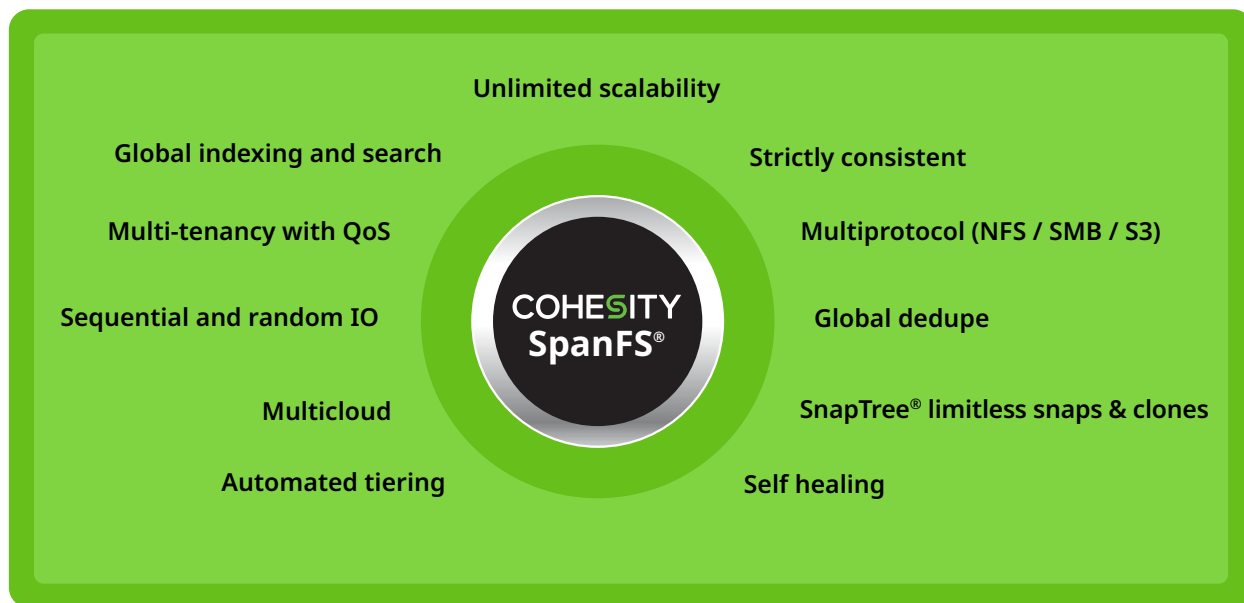 Unlimited scalability
Global indexing and search
Strictly consistent
Multi-tenancy with QoS
Multiprotocol (NFS / SMB / S3)
Sequential and random IO
COHESITY
SpanFS®
Global dedupe
Multicloud
SnapTree® limitless snaps & clones
Automated tiering
Self healing